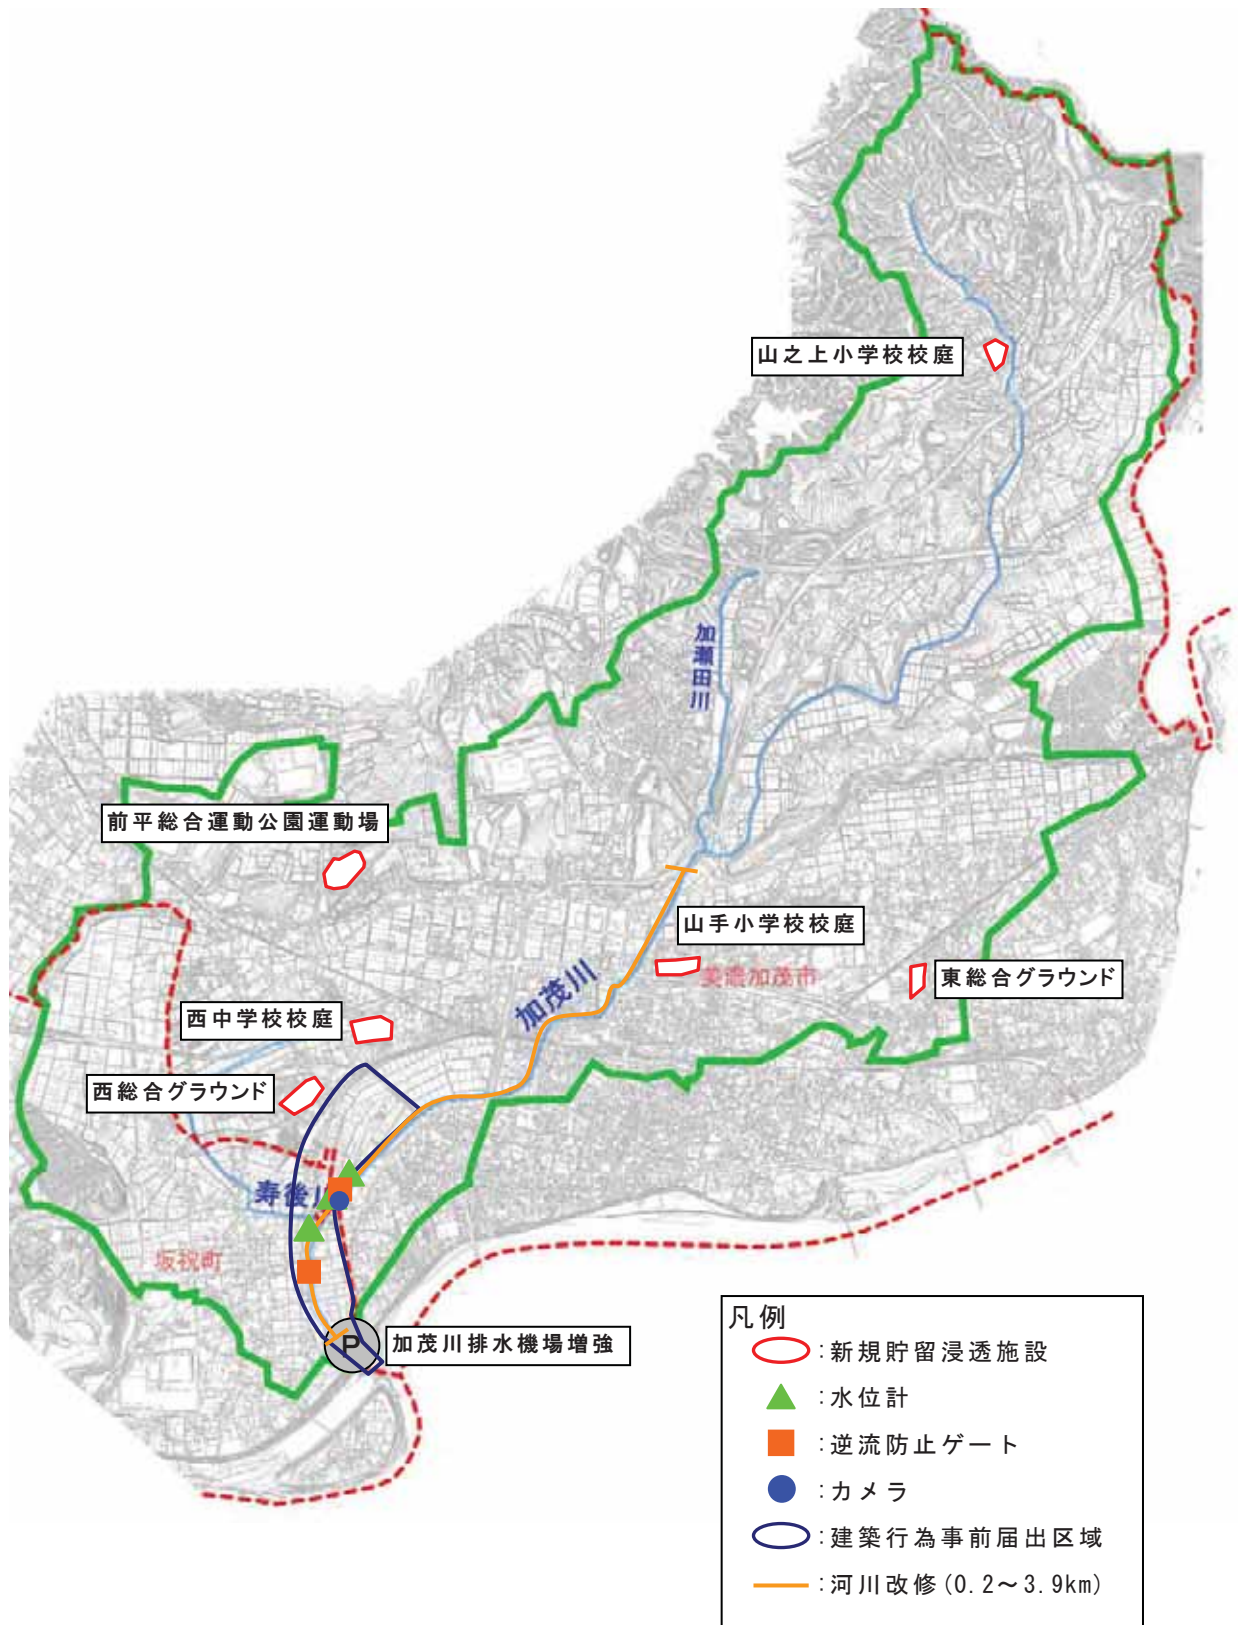 山之上小学校校庭
加瀬田川
前平総合運動公園運動場
山手小学校校庭
美濃加茂市
東総合グラウンド
加茂川
西中学校校庭
西総合グラウンド
寿後川
坂祝町
P
加茂川排水機場増強
凡例
:新規貯留浸透施設
:水位計
:逆流防止ゲート
:カメラ
:建築行為事前届出区域
:河川改修(0.2～3.9km)